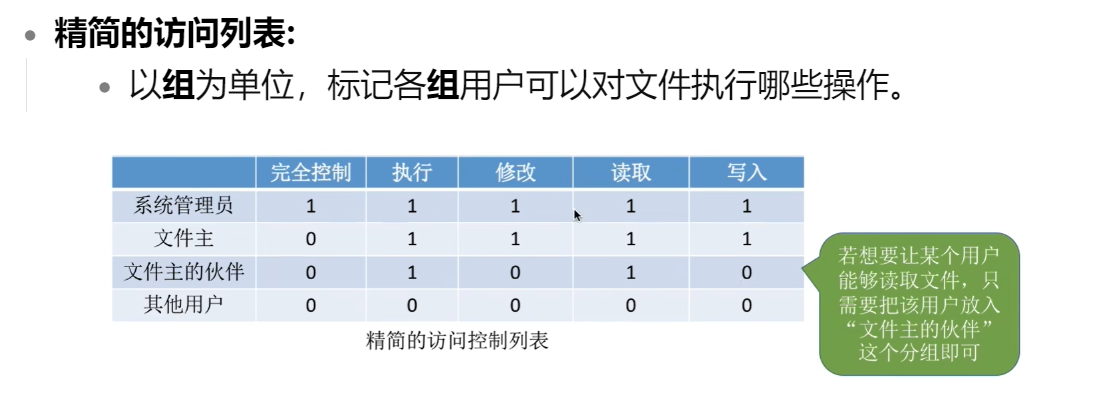 精简的访问列表:
以组为单位，标记各组用户可以对文件执行哪些操作。
完全控制 执行 修改 读取 写入
系统管理员 1 1 1 1 1
文件主 0 1 1 1 1
文件主的伙伴 0 1 0 1 0
其他用户 0 0 0 0 0
精简的访问控制列表
若想要让某个用户
能够读取文件，只
需要把该用户放入
“文件主的伙伴”
这个分组即可